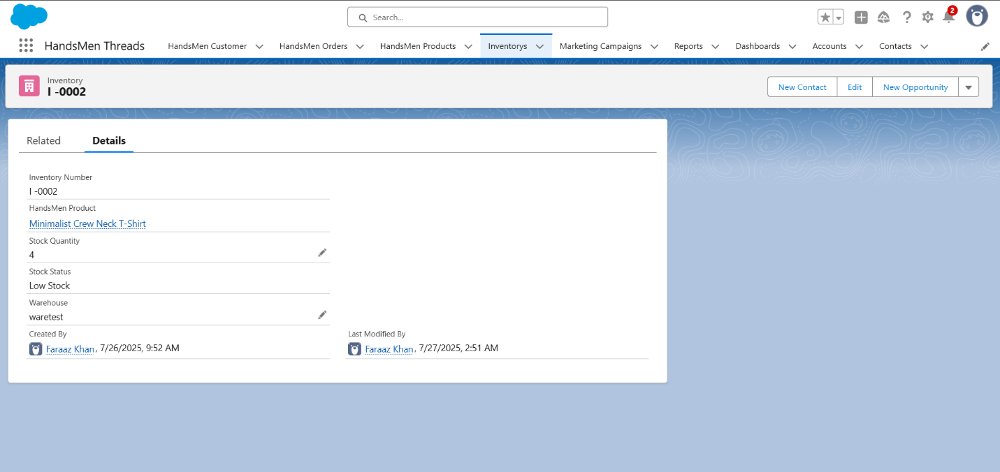 Search...
2
HandsMen Threads
HandsMen Customer
HandsMen Orders
HandsMen Products
Inventorys
Marketing Campaigns
Reports
Dashboards
Accounts
Contacts
Inventory
I -0002
New Contact
Edit
New Opportunity
Related
Details
Inventory Number
I -0002
HandsMen Product
Minimalist Crew Neck T-Shirt
Stock Quantity
4
Stock Status
Low Stock
Warehouse
waretest
Created By
Faraaz Khan, 7/26/2025, 9:52 AM
Last Modified By
Faraaz Khan, 7/27/2025, 2:51 AM